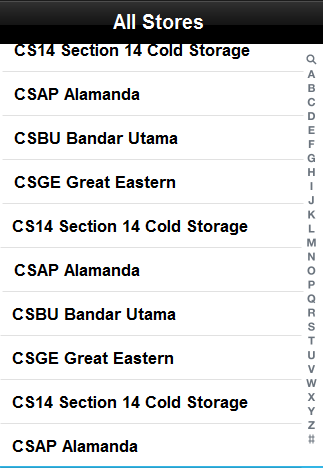 All Stores
CS14 Section 14 Cold Storage
CSAP Alamanda
CSBU Bandar Utama
CSGE Great Eastern
CS14 Section 14 Cold Storage
CSAP Alamanda
CSBU Bandar Utama
CSGE Great Eastern
CS14 Section 14 Cold Storage
CSAP Alamanda
A
B
C
D
E
F
G
H
I
J
K
L
M
N
O
P
Q
R
S
T
U
V
W
X
Y
Z
#